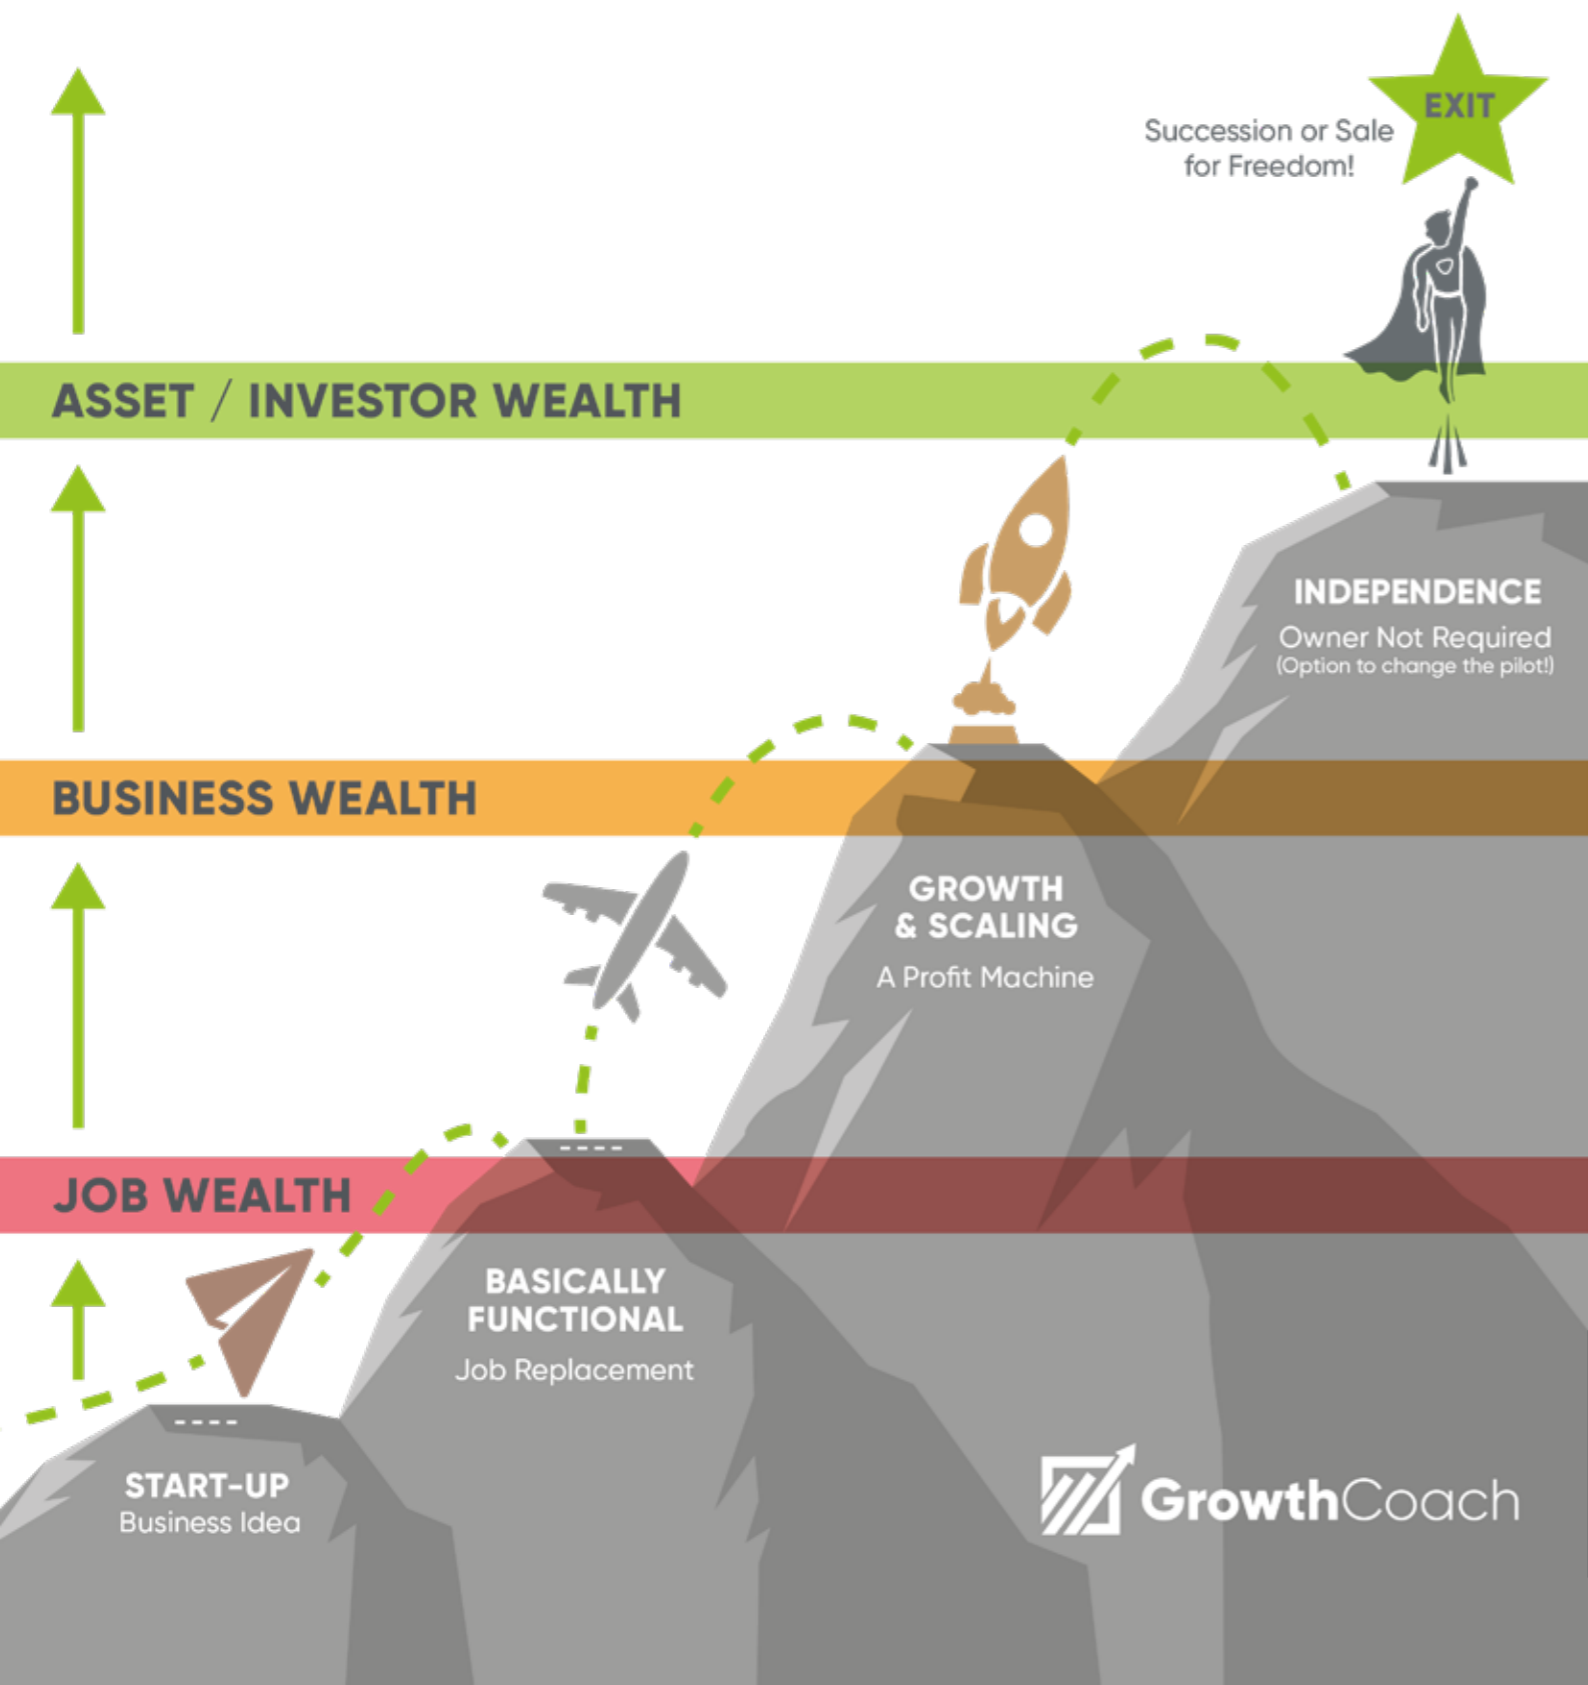 EXIT
Succession or Sale
for Freedom!
ASSET / INVESTOR WEALTH
INDEPENDENCE
Owner Not Required
(Option to change the pilot!)
BUSINESS WEALTH
GROWTH
& SCALING
A Profit Machine
JOB WEALTH
BASICALLY
FUNCTIONAL
Job Replacement
START-UP
Business Idea
GrowthCoach